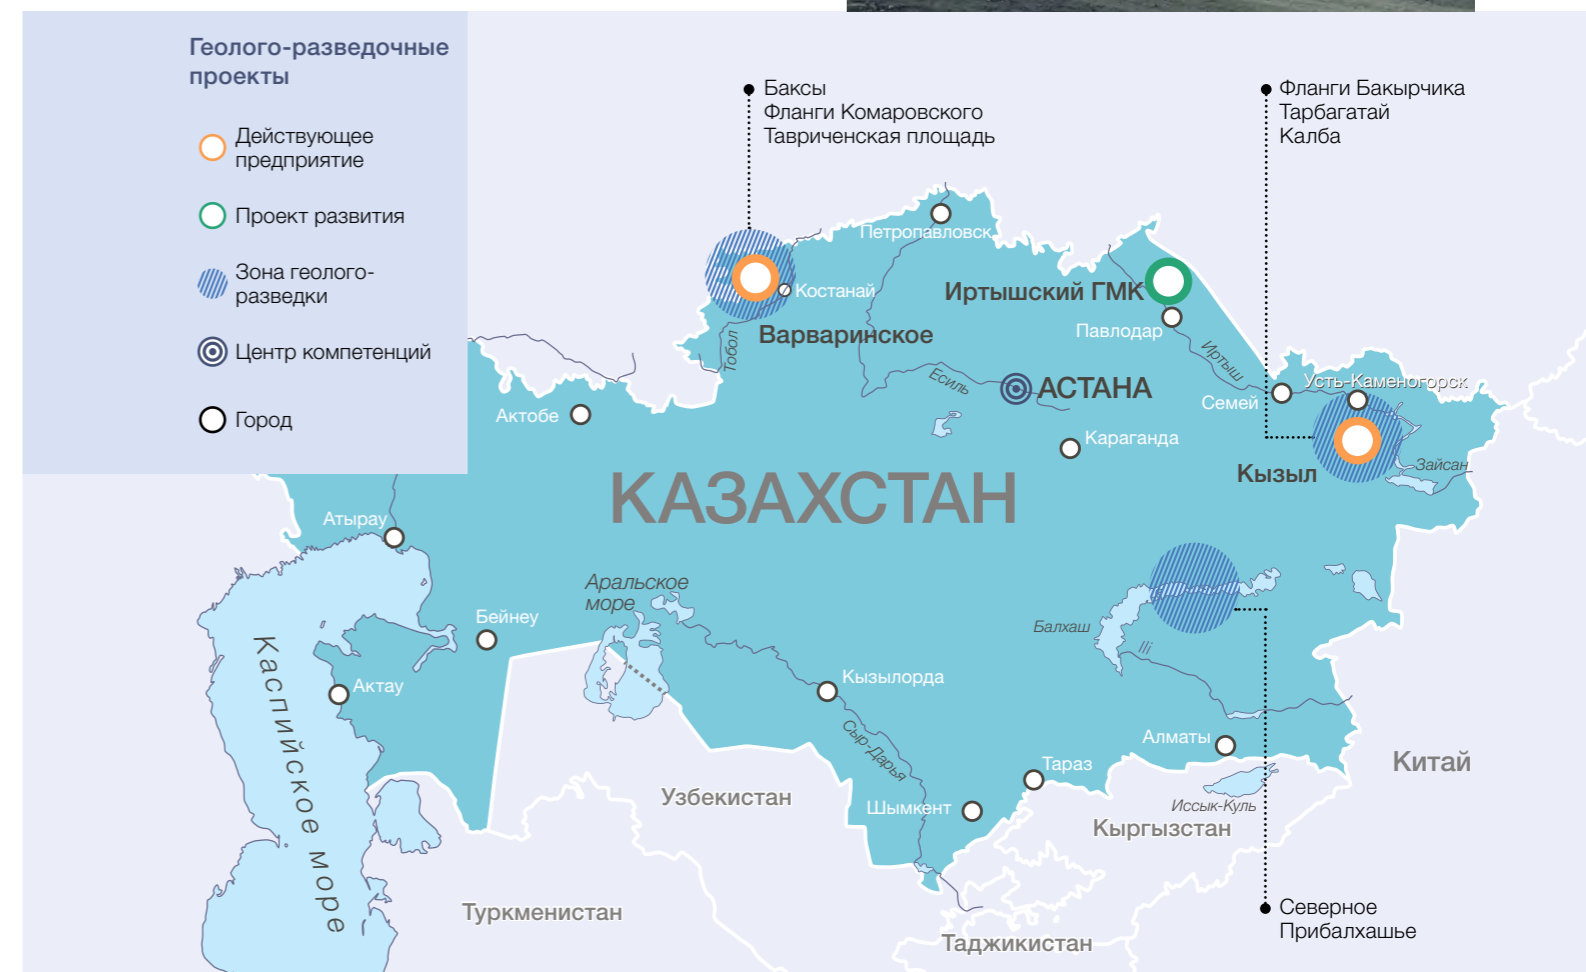 Геолого-разведочные
проекты
Действующее
предприятие
Проект развития
Зона геолого-
разведки
Центр компетенций
Город
Баксы
Фланги Комаровского
Тавриченская площадь
Фланги Бакырчика
Тарбагатай
Калба
Петропавловск
Костанай
Варваринское
Тобол
Иртышский ГМК
Павлодар
Иртыш
Есиль
АСТАНА
Семей
Усть-Каменогорск
Актобе
Караганда
Кызыл
Зайсан
КАЗАХСТАН
Атырау
Аральское
море
Бейнеу
Балхаш
Ili
Каспийское море
Актау
Кызылорда
Сыр-Дарья
Алматы
Тараз
Китай
Узбекистан
Шымкент
Иссык-Куль
Кыргызстан
Туркменистан
Таджикистан
Северное
Прибалхашье